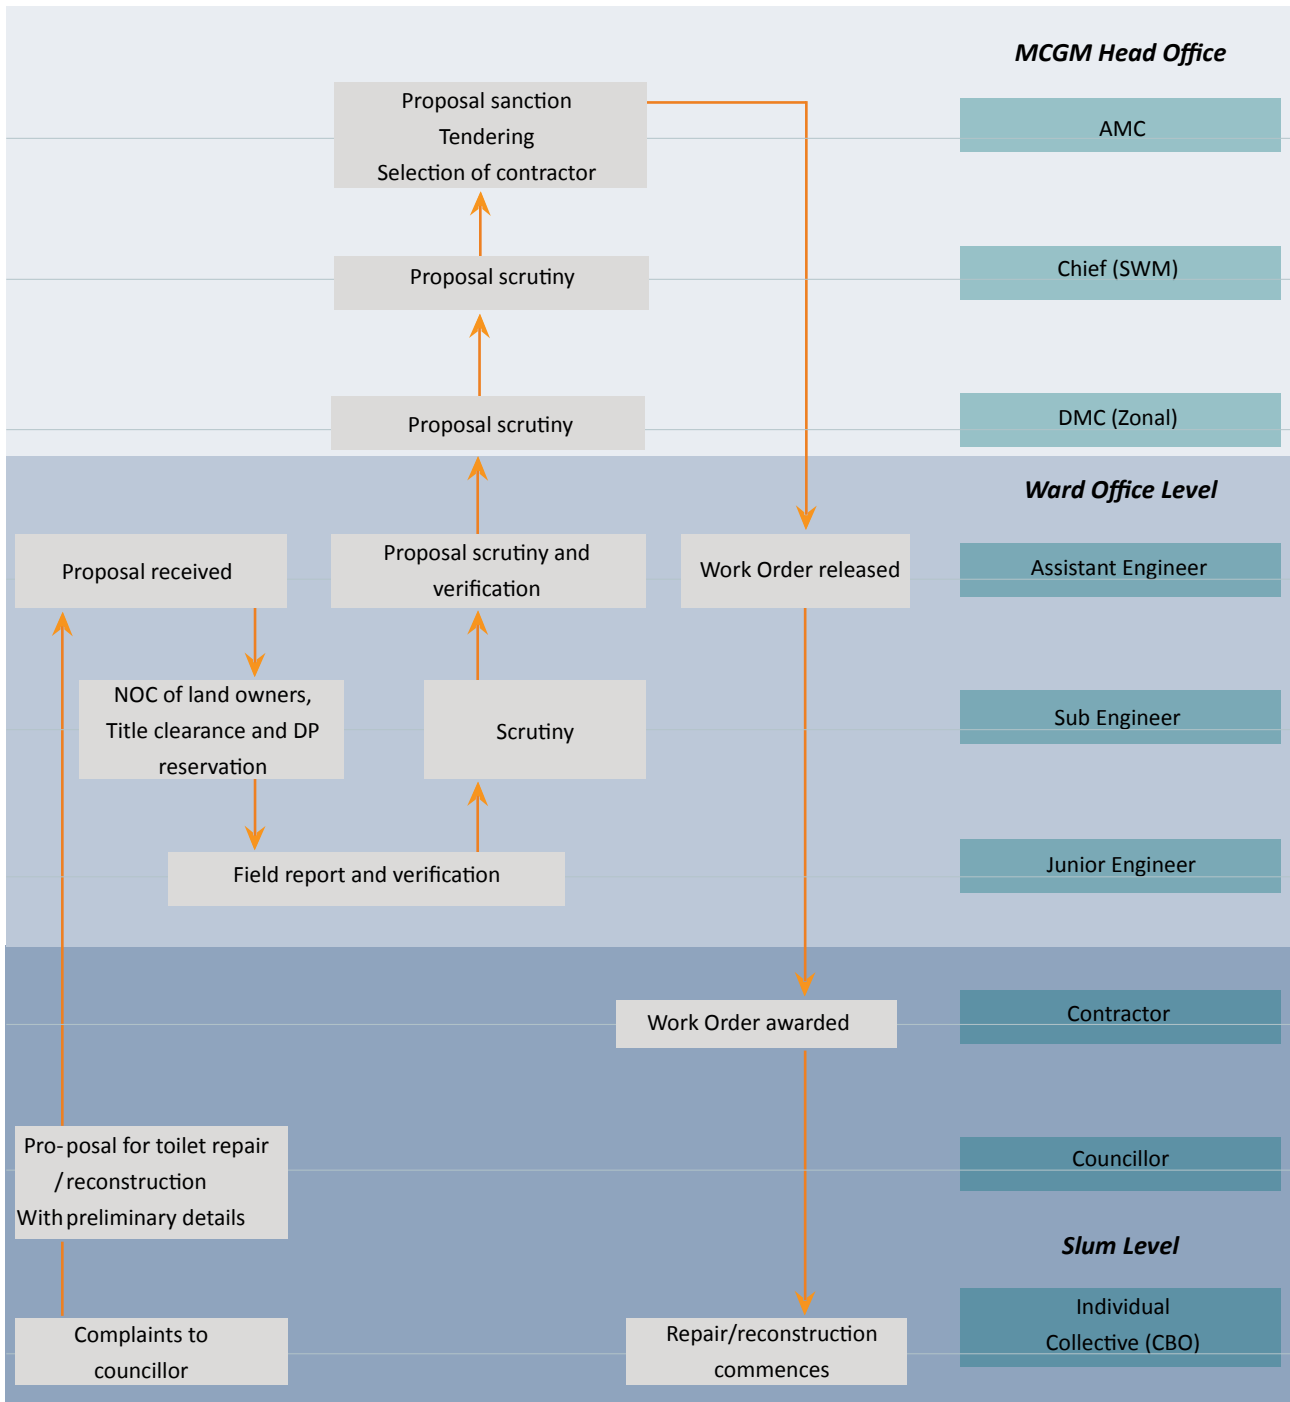 MCGM Head Office
Proposal sanction
Tendering
Selection of contractor
AMC
Proposal scrutiny
Chief (SWM)
Proposal scrutiny
DMC (Zonal)
Ward Office Level
Proposal received
Proposal scrutiny and
verification
Work Order released
Assistant Engineer
NOC of land owners,
Title clearance and DP
reservation
Scrutiny
Sub Engineer
Field report and verification
Junior Engineer
Work Order awarded
Contractor
Pro-posal for toilet repair
/reconstruction
With preliminary details
Councillor
Slum Level
Complaints to
councillor
Repair/reconstruction
commences
Individual
Collective (CBO)